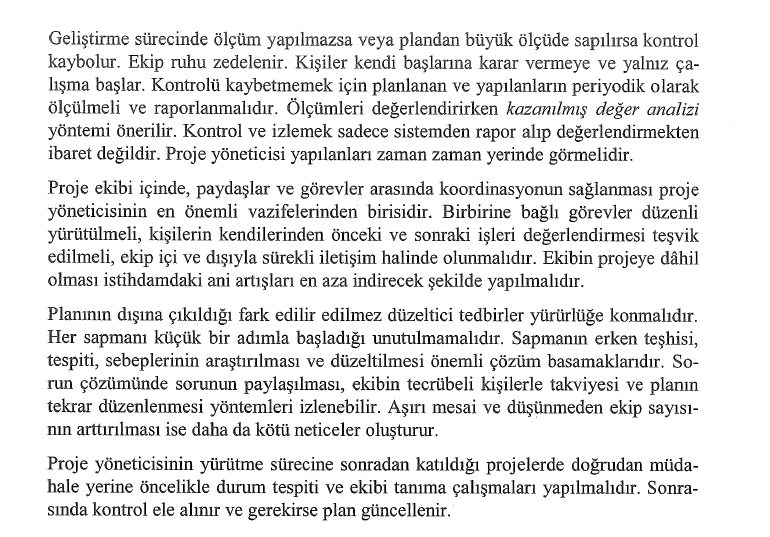 Geliştirme sürecinde ölçüm yapılmazsa veya plandan büyük ölçüde sapılırsa kontrol
kaybolur. Ekip ruhu zedelenir. Kişiler kendi başlarına karar vermeye ve yalnız ça-
lışma başlar. Kontrolü kaybetmemek için planlanan ve yapılanların periyodik olarak
ölçülmeli ve raporlanmalıdır. Ölçümleri değerlendirirken kazanılmış değer analizi
yöntemi önerilir. Kontrol ve izlemek sadece sistemden rapor alıp değerlendirmekten
ibaret değildir. Proje yöneticisi yapılanları zaman zaman yerinde görmelidir.
Proje ekibi içinde, paydaşlar ve görevler arasında koordinasyonun sağlanması proje
yöneticisinin en önemli vazifelerinden birisidir. Birbirine bağlı görevler düzenli
yürütülmeli, kişilerin kendilerinden önceki ve sonraki işleri değerlendirmesi teşvik
edilmeli, ekip içi ve dışıyla sürekli iletişim halinde olunmalıdır. Ekibin projeye dâhil
olması istihdamdaki ani artışları en aza indirecek şekilde yapılmalıdır.
Planının dışına çıkıldığı fark edilir edilmez düzeltici tedbirler yürürlüğe konmalıdır.
Her sapmanı küçük bir adımla başladığı unutulmamalıdır. Sapmanın erken teşhisi,
tespiti, sebeplerinin araştırılması ve düzeltilmesi önemli çözüm basamaklarıdır. So-
run çözümünde sorunun paylaşılması, ekibin tecrübeli kişilerle takviyesi ve planın
tekrar düzenlenmesi yöntemleri izlenebilir. Aşırı mesai ve düşünmeden ekip sayısı-
nın arttırılması ise daha da kötü neticeler oluşturur.
Proje yöneticisinin yürütme sürecine sonradan katıldığı projelerde doğrudan müda-
hale yerine öncelikle durum tespiti ve ekibi tanıma çalışmaları yapılmalıdır. Sonra-
sında kontrol ele alınır ve gerekirse plan güncellenir.